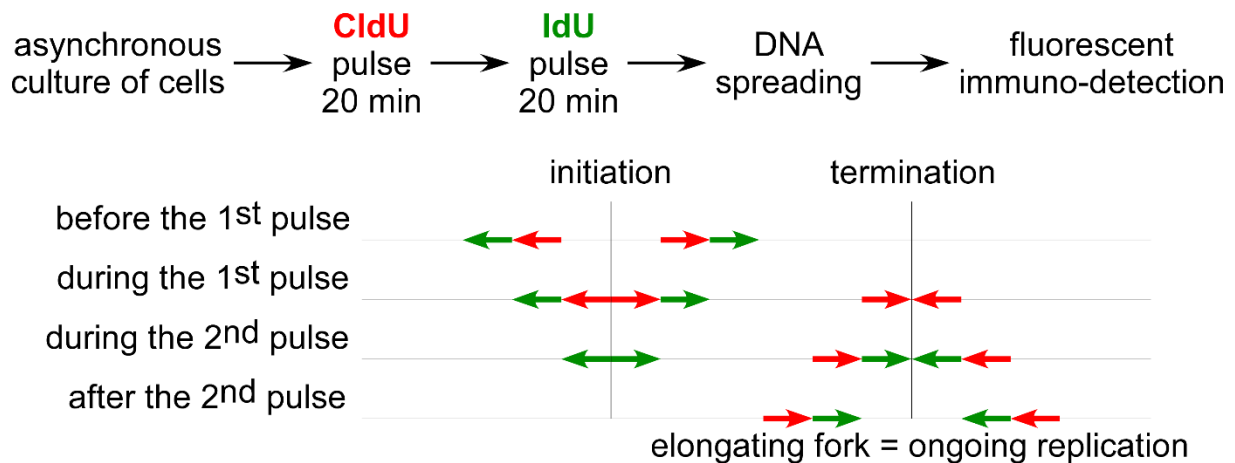 asynchronous
culture of cells
CldU
pulse
20 min
IdU
pulse
20 min
DNA
spreading
fluorescent
immuno-detection
initiation
termination
before the 1st pulse
during the 1st pulse
during the 2nd pulse
after the 2nd pulse
elongating fork = ongoing replication